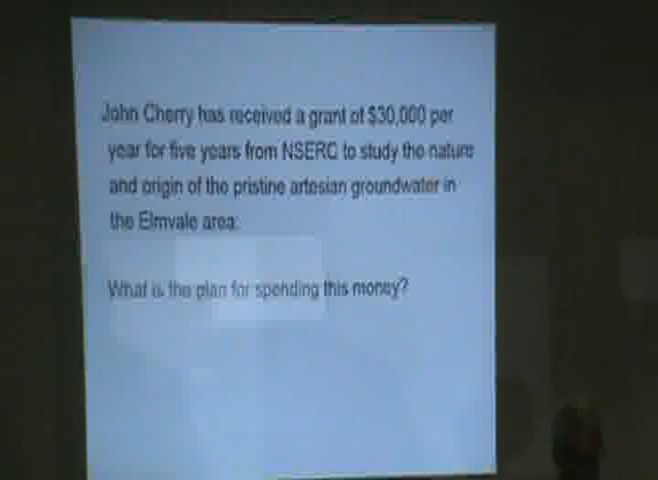 John Cherry has received a grant of $30,000 per
year for five years from NSERC to study the nature
and origin of the pristine artesian groundwater in
the Elmvale area.
What is the plan for spending this money?